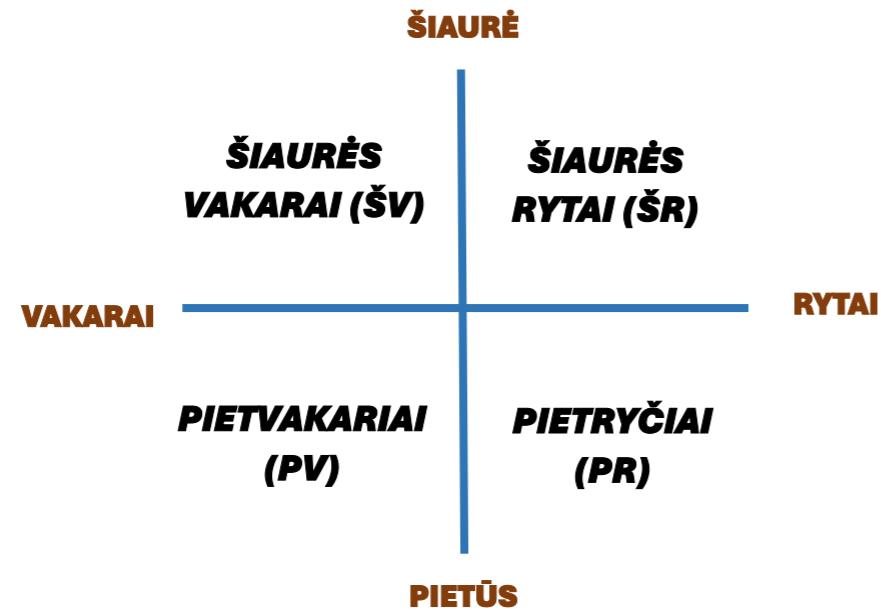 ŠIAURĖ
ŠIAURĖS
VAKARAI (ŠV)
ŠIAURĖS
RYTAI (ŠR)
VAKARAI
RYTAI
PIETVAKARIAI
(PV)
PIETRYČIAI
(PR)
PIETŪS